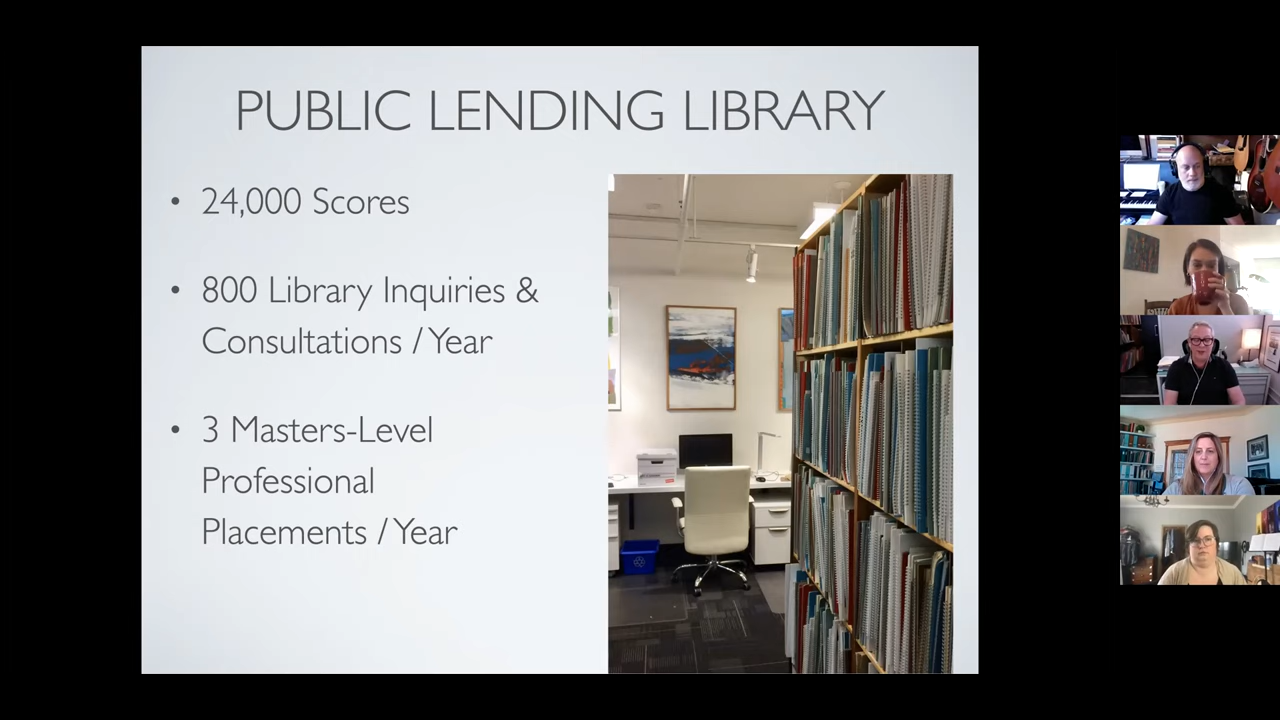 PUBLIC LENDING LIBRARY
• 24,000 Scores
• 800 Library Inquiries &
Consultations / Year
• 3 Masters-Level
Professional
Placements / Year